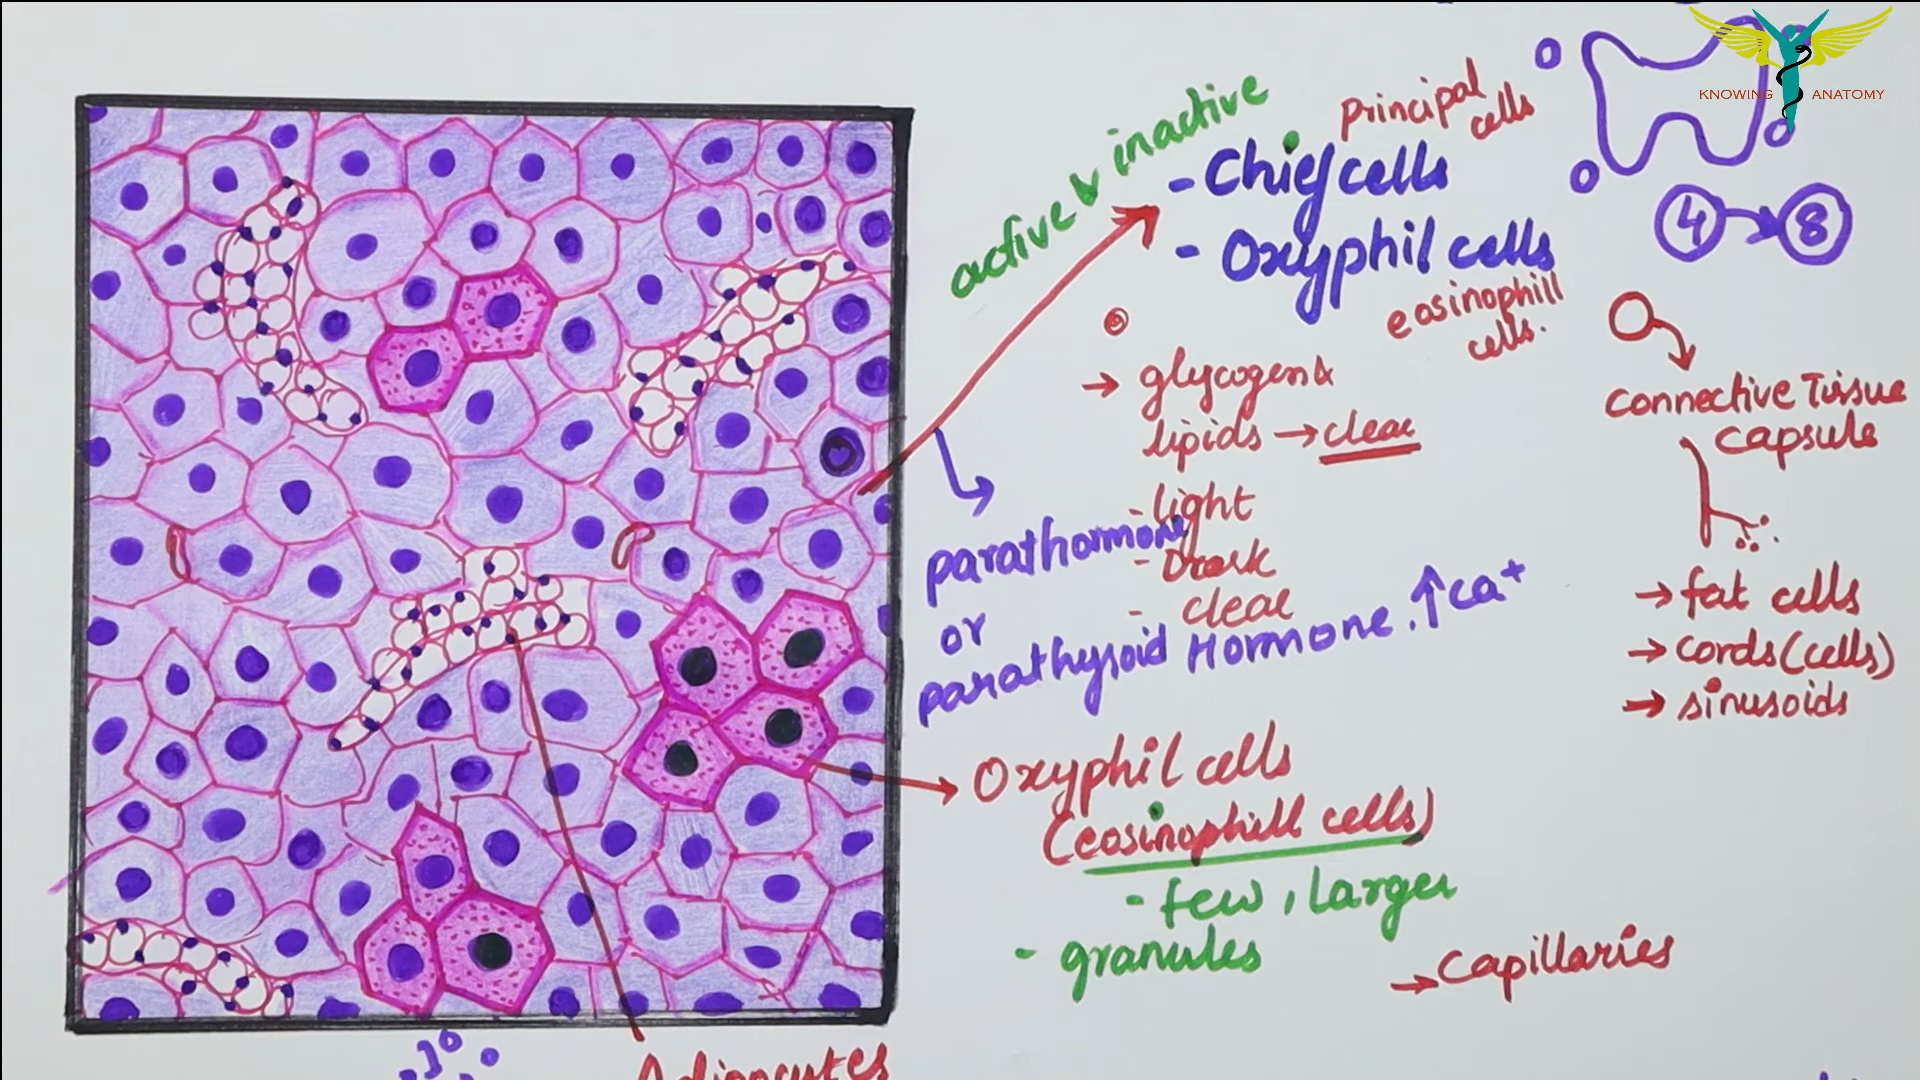 KNOWING ANATOMY
active & inactive
principal
cells
- Chief cells
- Oxyphil cells
eosinophill
cells.
4 → 8
→ glycogen &
lipids → clear
- light
- Dark
- clear
parathormone
or
parathyroid Hormone. ↑ca+
Connective Tissue
capsule
→ fat cells
→ cords (cells)
→ sinusoids
Oxyphil cells
(eosinophill cells)
- few, larger
- granules
→ Capillaries
Adipocytes